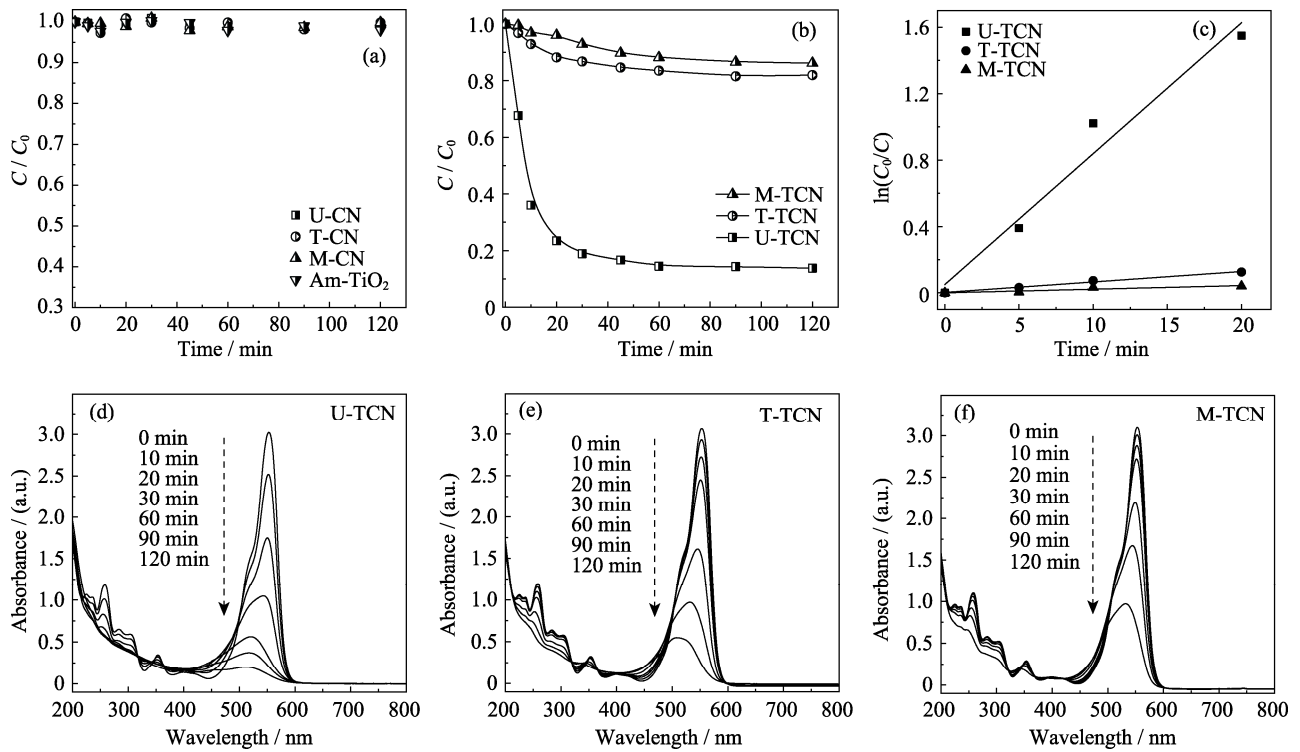 1.0
0.9
0.8
0.7
0.6
0.5
0.4
0.3
C / C0
(a)
U-CN
T-CN
M-CN
Am-TiO2
0 20 40 60 80 100 120
Time / min
1.0
0.8
0.6
0.4
0.2
0.0
C / C0
(b)
M-TCN
T-TCN
U-TCN
0 20 40 60 80 100 120
Time / min
1.6
1.2
0.8
0.4
0
ln(C0/C)
(c)
U-TCN
T-TCN
M-TCN
0 5 10 15 20
Time / min
(d)
U-TCN
3.0
2.5
2.0
1.5
1.0
0.5
0
Absorbance / (a.u.)
0 min
10 min
20 min
30 min
60 min
90 min
120 min
200 300 400 500 600 700 800
Wavelength / nm
(e)
T-TCN
3.0
2.5
2.0
1.5
1.0
0.5
0
Absorbance / (a.u.)
0 min
10 min
20 min
30 min
60 min
90 min
120 min
200 300 400 500 600 700 800
Wavelength / nm
(f)
M-TCN
3.0
2.5
2.0
1.5
1.0
0.5
0
Absorbance / (a.u.)
0 min
10 min
20 min
30 min
60 min
90 min
120 min
200 300 400 500 600 700 800
Wavelength / nm